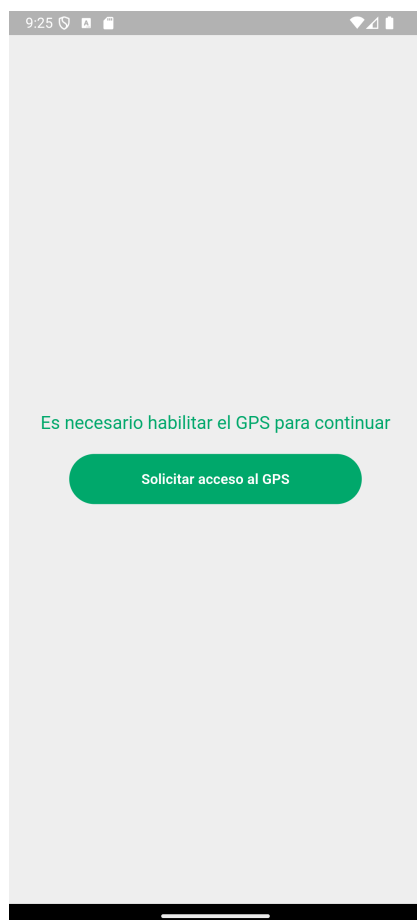 9:25
Es necesario habilitar el GPS para continuar
Solicitar acceso al GPS